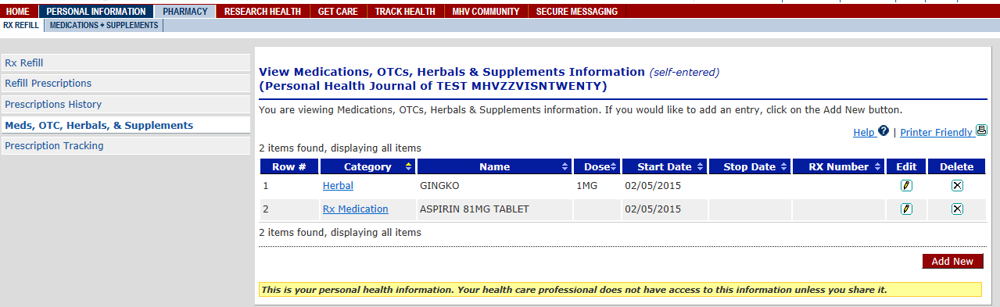 HOME PERSONAL INFORMATION PHARMACY RESEARCH HEALTH GET CARE TRACK HEALTH MHV COMMUNITY SECURE MESSAGING
RX REFILL MEDICATIONS + SUPPLEMENTS
Rx Refill
Refill Prescriptions
Prescriptions History
Meds, OTC, Herbals, & Supplements
Prescription Tracking
View Medications, OTCs, Herbals & Supplements Information (self-entered)
(Personal Health Journal of TEST MHVZZVISNTWENTY)
You are viewing Medications, OTCs, Herbals & Supplements information. If you would like to add an entry, click on the Add New button.
Help ? | Printer Friendly
2 items found, displaying all items
Row # Category Name Dose Start Date Stop Date RX Number Edit Delete
1 Herbal GINGKO 1MG 02/05/2015
2 Rx Medication ASPIRIN 81MG TABLET 02/05/2015
2 items found, displaying all items
Add New
This is your personal health information. Your health care professional does not have access to this information unless you share it.